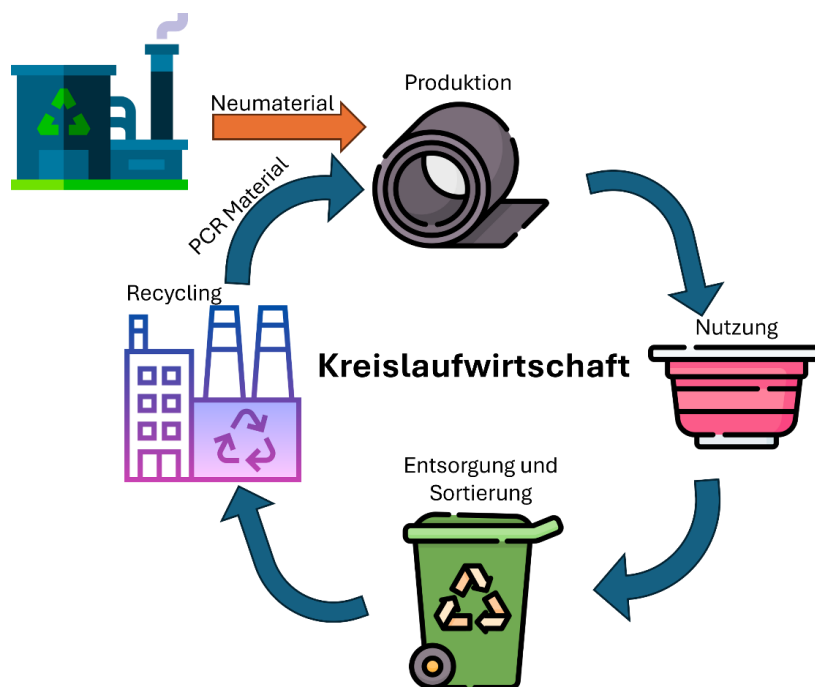 Produktion
Neumaterial
PCR Material
Recycling
Nutzung
Kreislaufwirtschaft
Entsorgung und
Sortierung